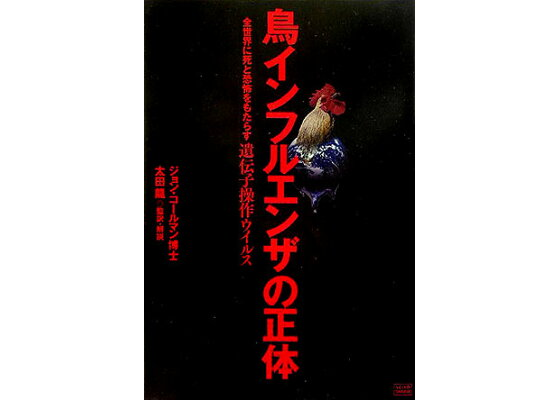 鳥インフルエンザの正体
全世界に死と恐怖をもたらす遺伝子操作ウイルス
ジョン・コールマン博士
太田龍 監訳・解説